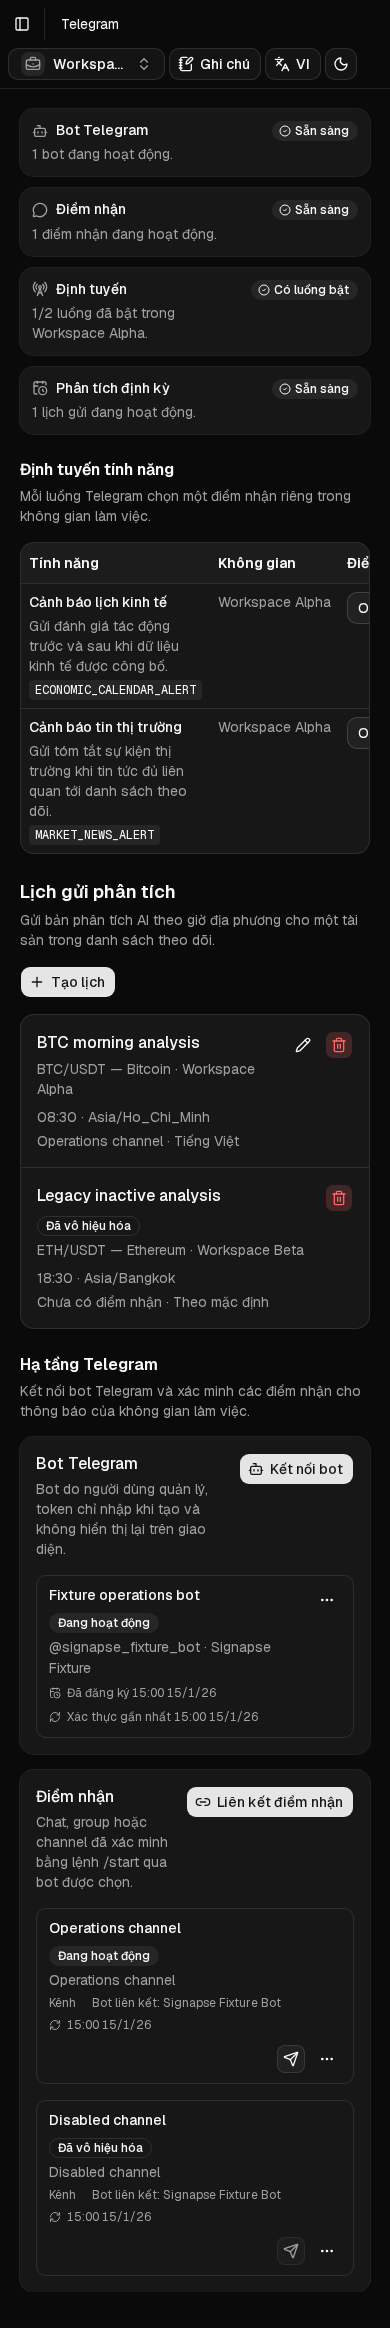 Telegram
Workspa...
Ghi chú
VI
Bot Telegram
Sẵn sàng
1 bot đang hoạt động.
Điểm nhận
Sẵn sàng
1 điểm nhận đang hoạt động.
Định tuyến
Có luồng bật
1/2 luồng đã bật trong
Workspace Alpha.
Phân tích định kỳ
Sẵn sàng
1 lịch gửi đang hoạt động.
Định tuyến tính năng
Mỗi luồng Telegram chọn một điểm nhận riêng trong
không gian làm việc.
Tính năng
Không gian
Điể
Cảnh báo lịch kinh tế
Workspace Alpha
O
Gửi đánh giá tác động
trước và sau khi dữ liệu
kinh tế được công bố.
ECONOMIC_CALENDAR_ALERT
Cảnh báo tin thị trường
Workspace Alpha
O
Gửi tóm tắt sự kiện thị
trường khi tin tức đủ liên
quan tới danh sách theo
dõi.
MARKET_NEWS_ALERT
Lịch gửi phân tích
Gửi bản phân tích AI theo giờ địa phương cho một tài
sản trong danh sách theo dõi.
Tạo lịch
BTC morning analysis
BTC/USDT — Bitcoin · Workspace
Alpha
08:30 · Asia/Ho_Chi_Minh
Operations channel · Tiếng Việt
Legacy inactive analysis
Đã vô hiệu hóa
ETH/USDT — Ethereum · Workspace Beta
18:30 · Asia/Bangkok
Chưa có điểm nhận · Theo mặc định
Hạ tầng Telegram
Kết nối bot Telegram và xác minh các điểm nhận cho
thông báo của không gian làm việc.
Bot Telegram
Kết nối bot
Bot do người dùng quản lý,
token chỉ nhập khi tạo và
không hiển thị lại trên giao
diện.
Fixture operations bot
Đang hoạt động
@signapse_fixture_bot · Signapse
Fixture
Đã đăng ký 15:00 15/1/26
Xác thực gần nhất 15:00 15/1/26
Điểm nhận
Liên kết điểm nhận
Chat, group hoặc
channel đã xác minh
bằng lệnh /start qua
bot được chọn.
Operations channel
Đang hoạt động
Operations channel
Kênh Bot liên kết: Signapse Fixture Bot
15:00 15/1/26
Disabled channel
Đã vô hiệu hóa
Disabled channel
Kênh Bot liên kết: Signapse Fixture Bot
15:00 15/1/26